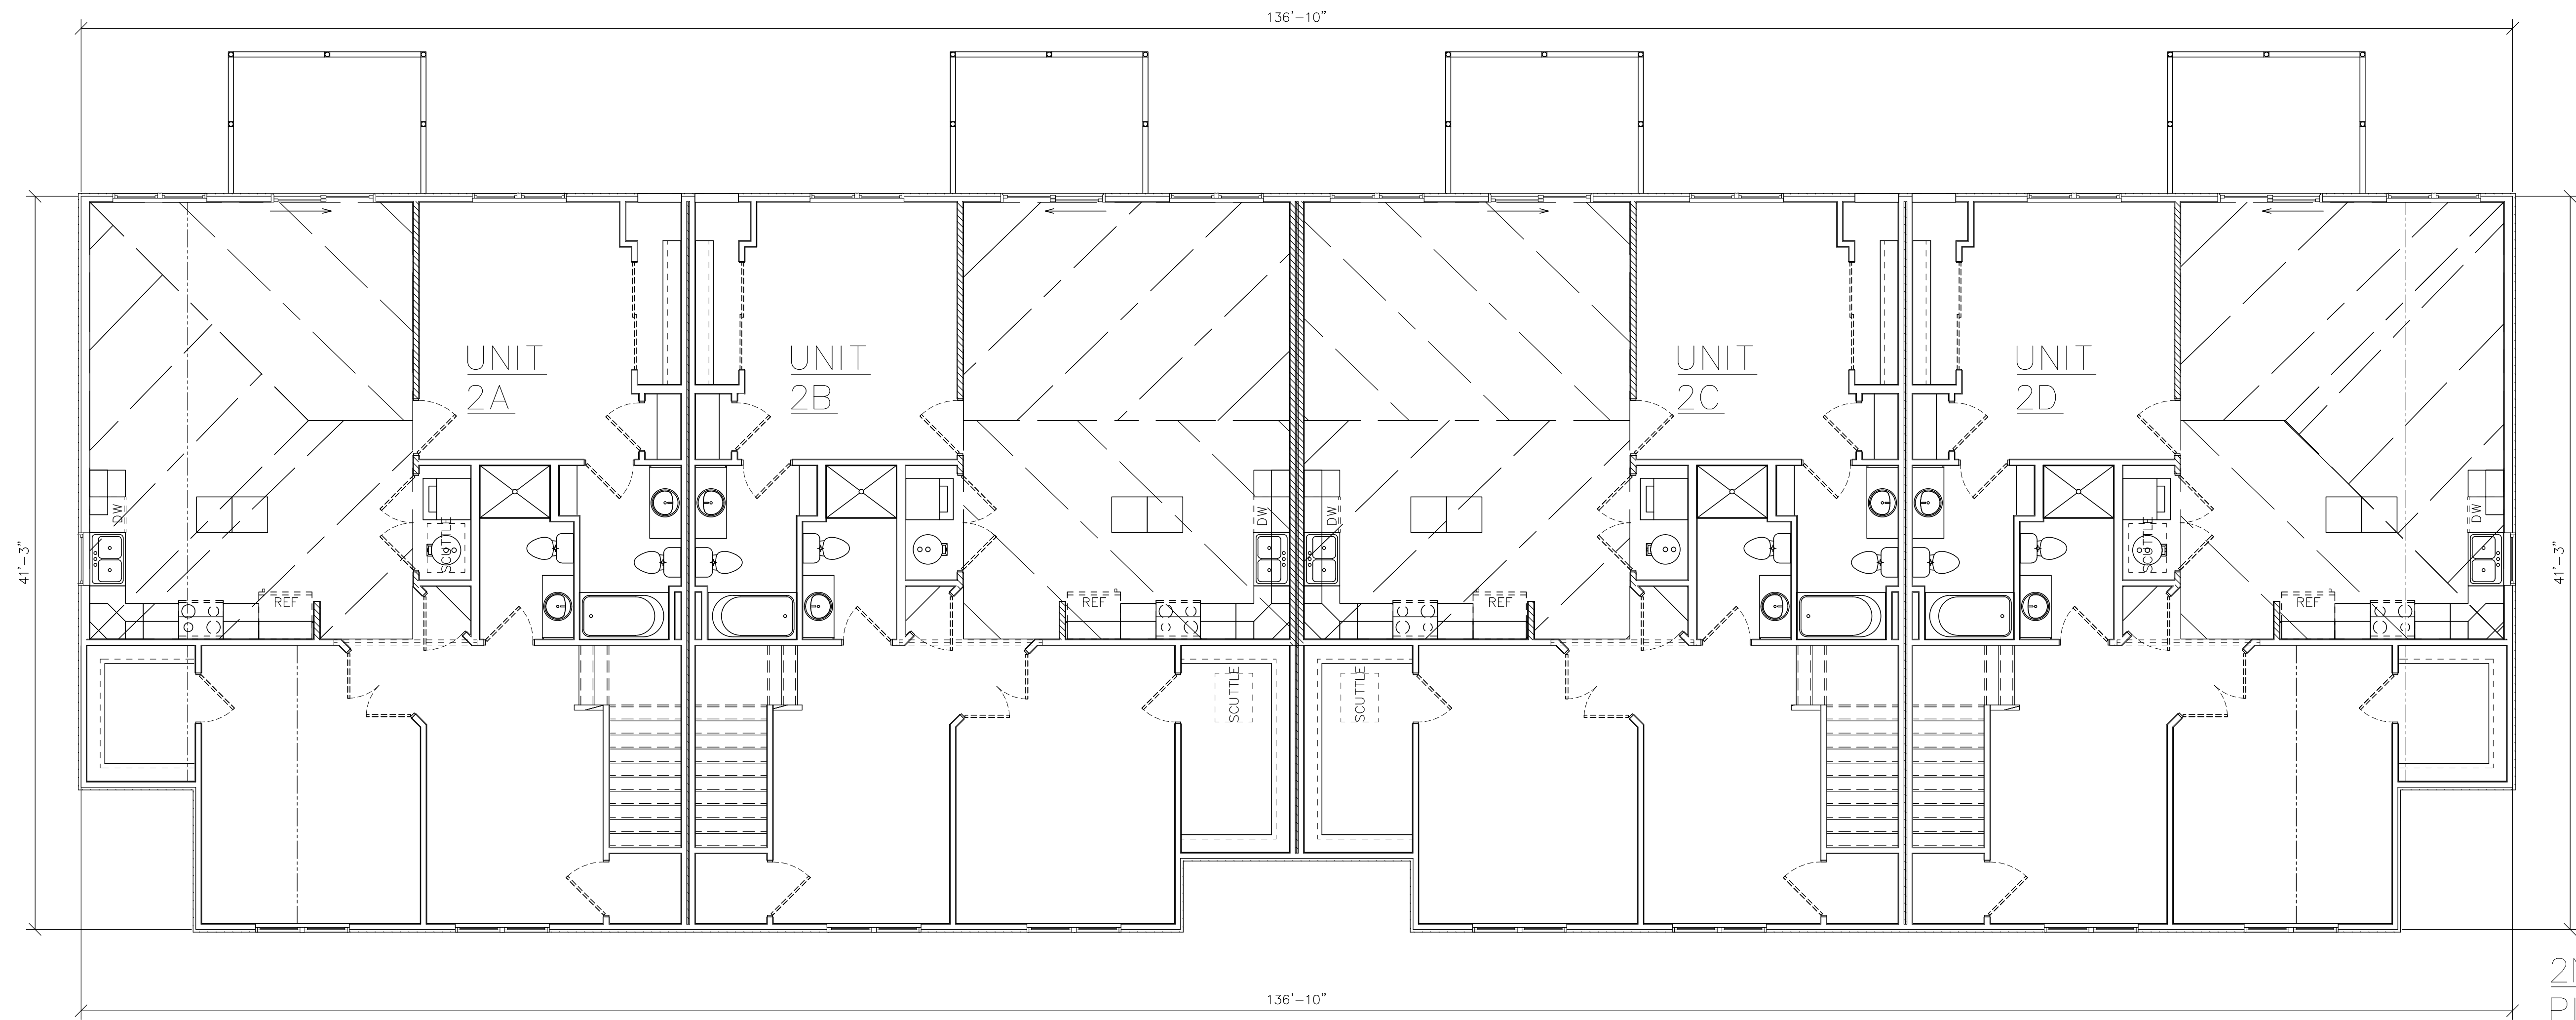 136'-10"
41'-3"
41'-3"
UNIT
2A
UNIT
2B
UNIT
2C
UNIT
2D
DW
DW
DW
DW
SCUTTLE
SCUTTLE
REF
REF
REF
REF
SCUTTLE
SCUTTLE
136'-10"